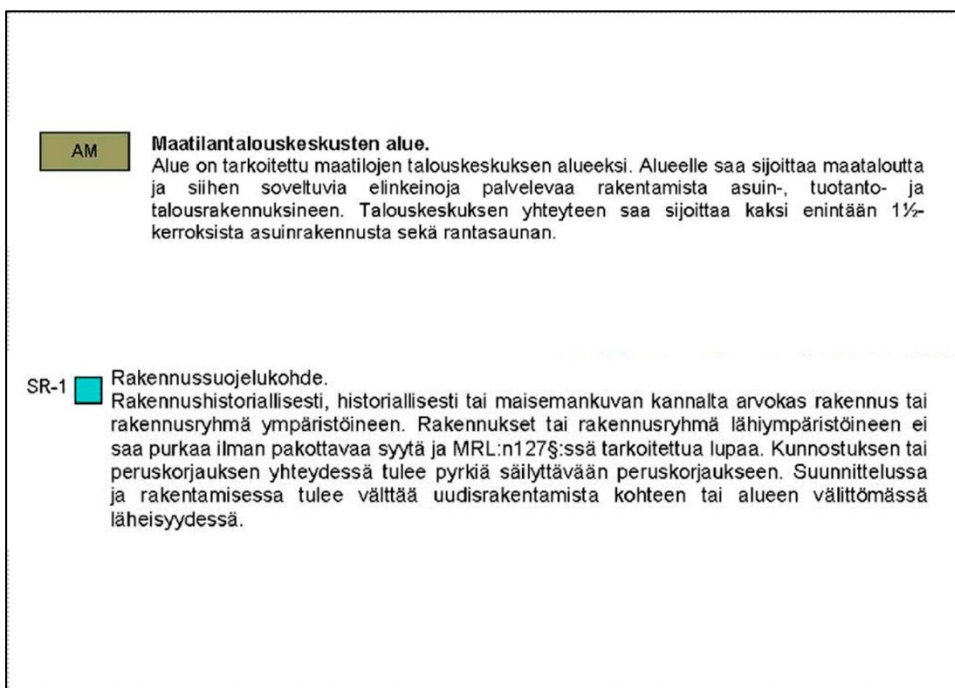 AM
Maatilantalouskeskusten alue.
Alue on tarkoitettu maatilojen talouskeskuksen alueeksi. Alueelle saa sijoittaa maataloutta
ja siihen soveltuvia elinkeinoja palvelevaa rakentamista asuin-, tuotanto- ja
talousrakennuksineen. Talouskeskuksen yhteyteen saa sijoittaa kaksi enintään 1½-
kerroksista asuinrakennusta sekä rantasaunan.
SR-1
Rakennussuojelukohde.
Rakennushistoriallisesti, historiallisesti tai maisemankuvan kannalta arvokas rakennus tai
rakennusryhmä ympäristöineen. Rakennukset tai rakennusryhmä lähiympäristöineen ei
saa purkaa ilman pakottavaa syytä ja MRL:n127§:ssä tarkoitettua lupaa. Kunnostuksen tai
peruskorjauksen yhteydessä tulee pyrkiä säilyttävään peruskorjaukseen. Suunnittelussa
ja rakentamisessa tulee välttää uudisrakentamista kohteen tai alueen välittömässä
läheisyydessä.